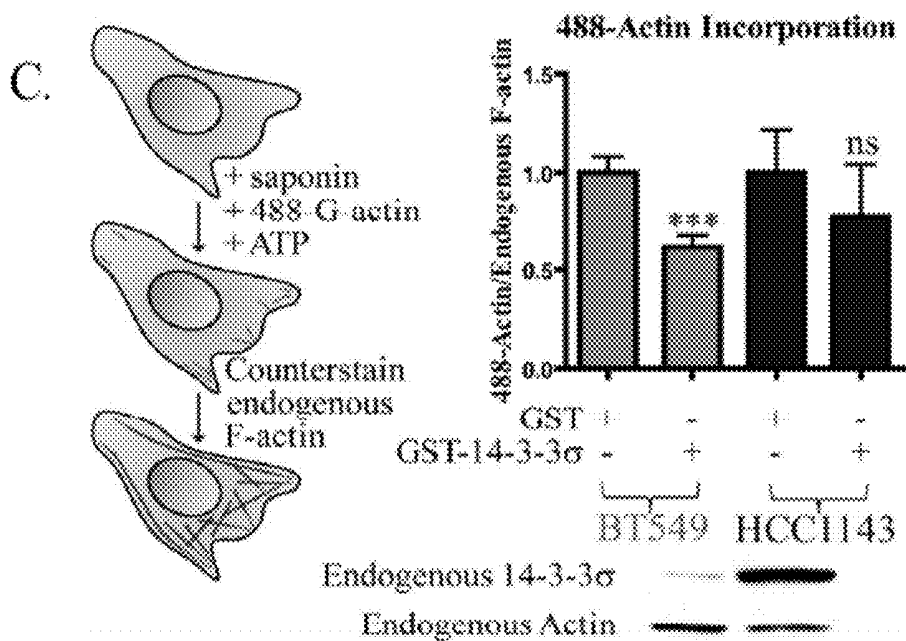 C.
+ saponin
+ 488-G-actin
+ ATP
Counterstain
endogenous
F-actin
488-Actin Incorporation
488-Actin/Endogenous F-actin
1.5
1.0
0.5
0.0
***
ns
GST + - + -
GST-14-3-3σ - + - +
BT549 HCC1143
Endogenous 14-3-3σ
Endogenous Actin